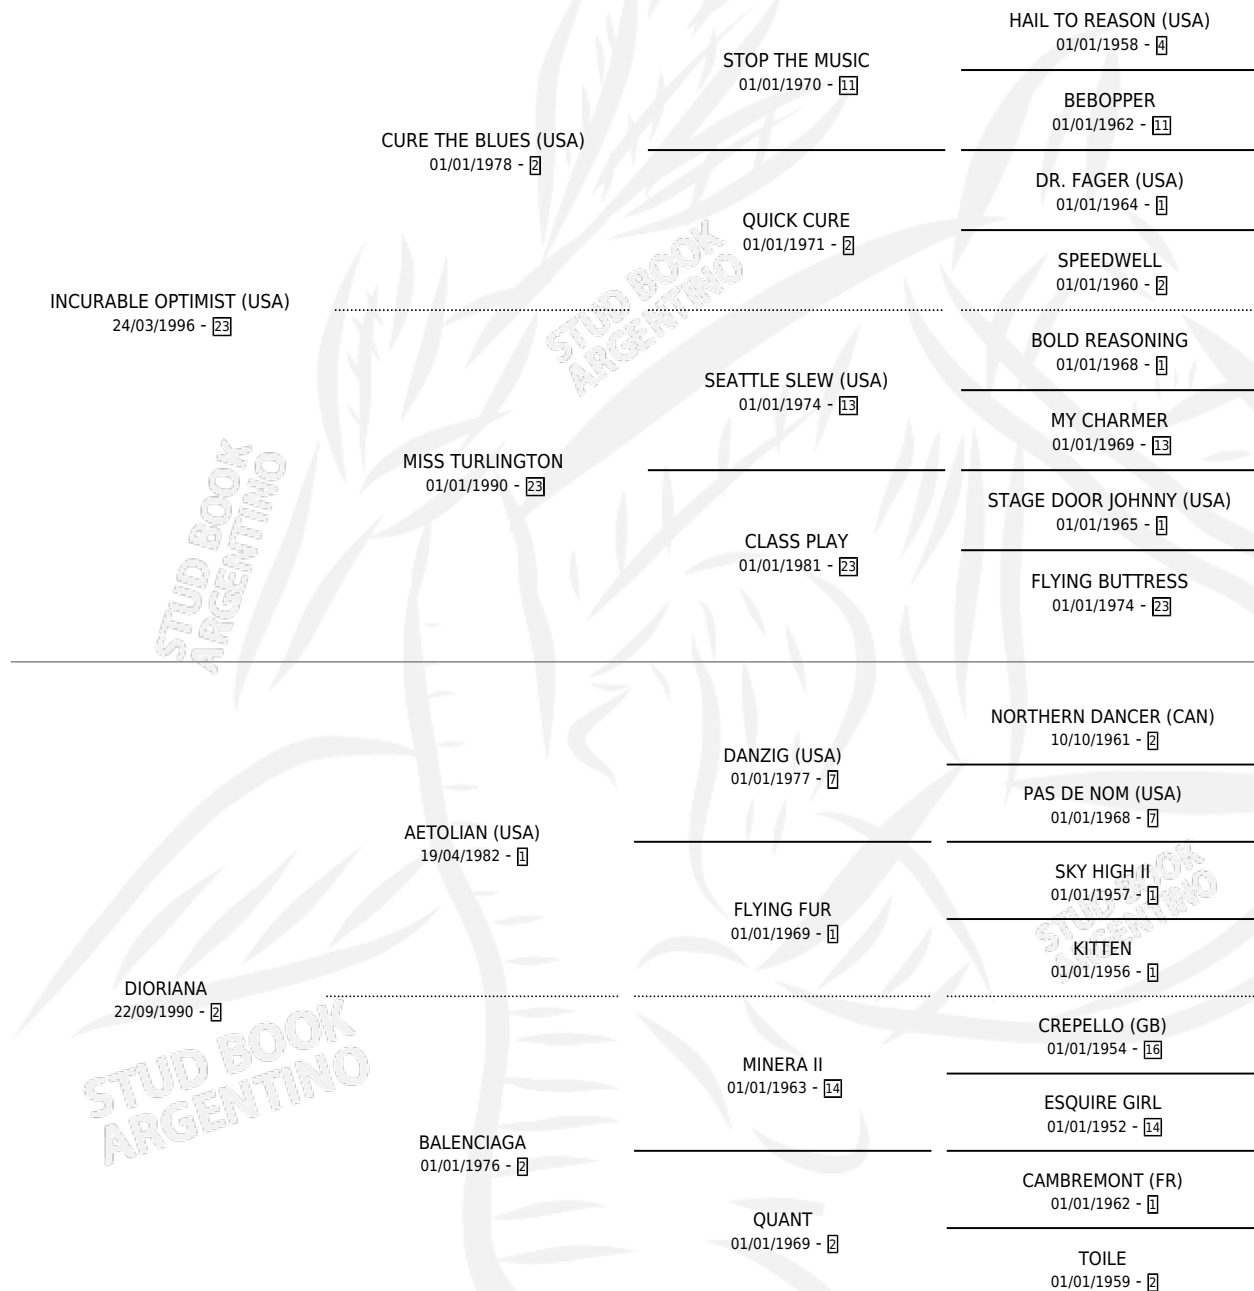 HAIL TO REASON (USA)
01/01/1958 - 4
STOP THE MUSIC
01/01/1970 - 11
BEBOPPER
01/01/1962 - 11
CURE THE BLUES (USA)
01/01/1978 - 2
DR. FAGER (USA)
01/01/1964 - 1
QUICK CURE
01/01/1971 - 2
SPEEDWELL
01/01/1960 - 2
INCURABLE OPTIMIST (USA)
24/03/1996 - 23
BOLD REASONING
01/01/1968 - 1
SEATTLE SLEW (USA)
01/01/1974 - 13
MY CHARMER
01/01/1969 - 13
MISS TURLINGTON
01/01/1990 - 23
STAGE DOOR JOHNNY (USA)
01/01/1965 - 1
CLASS PLAY
01/01/1981 - 23
FLYING BUTTRESS
01/01/1974 - 23
NORTHERN DANCER (CAN)
10/10/1961 - 2
DANZIG (USA)
01/01/1977 - 7
PAS DE NOM (USA)
01/01/1968 - 7
AETOLIAN (USA)
19/04/1982 - 1
SKY HIGH II
01/01/1957 - 1
FLYING FUR
01/01/1969 - 1
KITTEN
01/01/1956 - 1
DIORIANA
22/09/1990 - 2
CREPELLO (GB)
01/01/1954 - 16
MINERA II
01/01/1963 - 14
ESQUIRE GIRL
01/01/1952 - 14
BALENCIAGA
01/01/1976 - 2
CAMBREMONT (FR)
01/01/1962 - 1
QUANT
01/01/1969 - 2
TOILE
01/01/1959 - 2
STUD BOOK
ARGENTINO
STUD BOOK
ARGENTINO
STUD BOOK
ARGENTINO
STUD BOOK
ARGENTINO